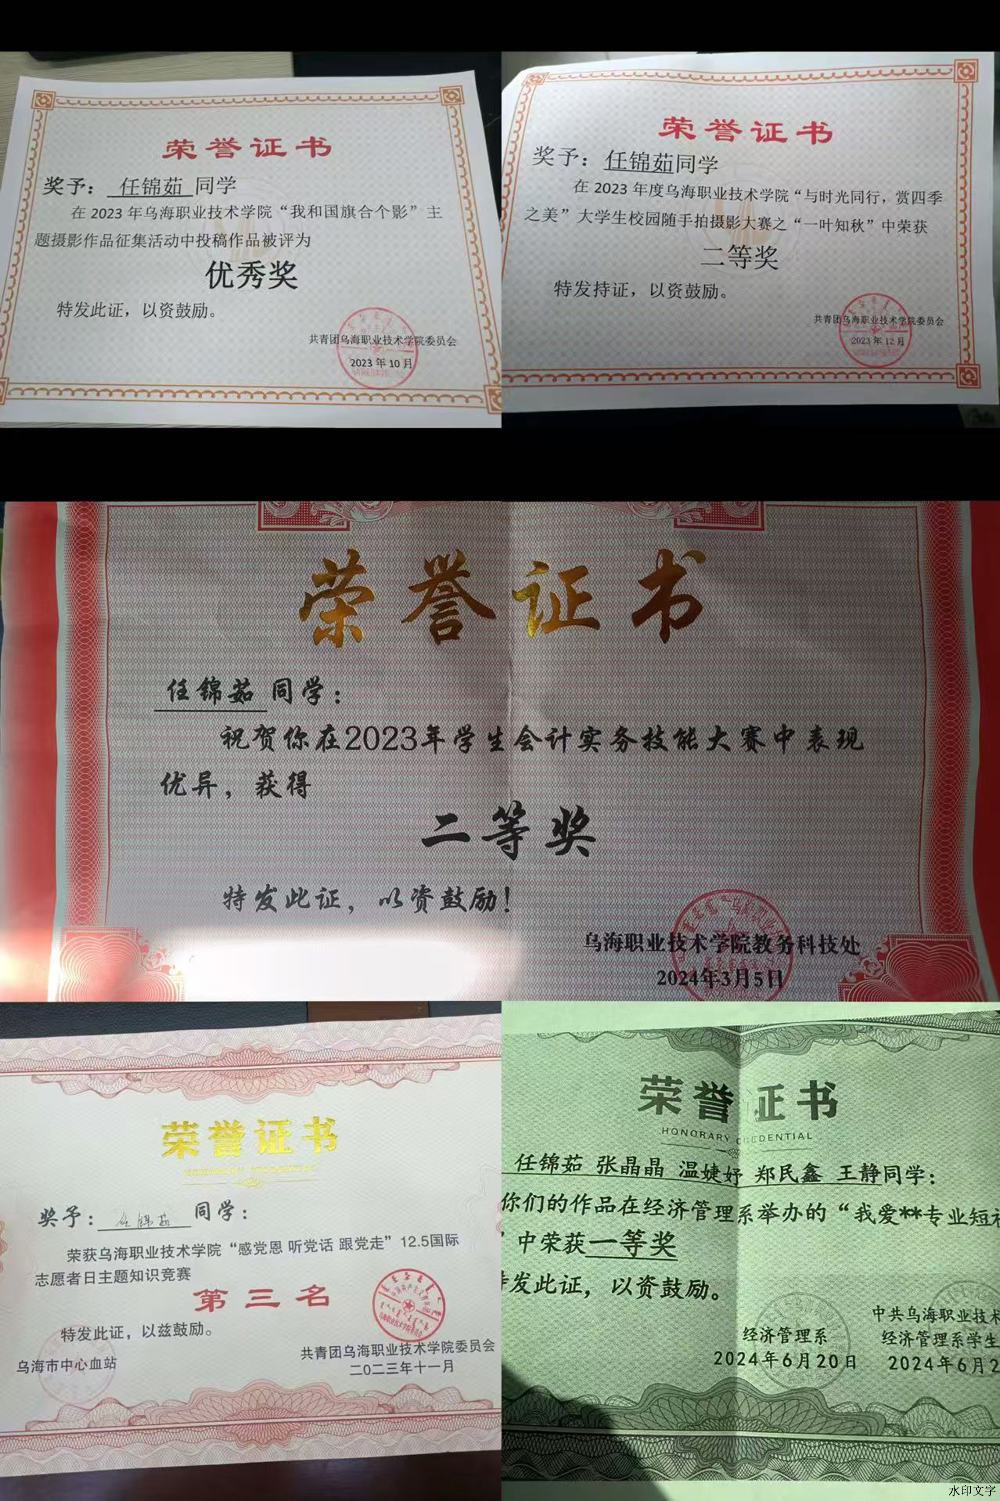 荣誉证书
奖予：任锦茹 同学
在 2023 年乌海职业技术学院“我和国旗合个影”主
题摄影作品征集活动中投稿作品被评为
优秀奖
特发此证，以资鼓励。
共青团乌海职业技术学院委员会
2023 年 10 月
荣誉证书
奖予：任锦茹同学
在 2023 年度乌海职业技术学院“与时光同行，赏四季
之美”大学生校园随手拍摄影大赛之“一叶知秋”中荣获
二等奖
特发持证，以资鼓励。
共青团乌海职业技术学院委员会
2023 年 12 月
荣誉证书
任锦茹 同学：
祝贺你在2023年学生会计实务技能大赛中表现
优异，获得
二等奖
特发此证，以资鼓励！
乌海职业技术学院教务科技处
2024年3月5日
荣誉证书
奖予：任锦茹 同学：
荣获乌海职业技术学院“感党恩 听党话 跟党走”12.5国际
志愿者日主题知识竞赛
第三名
特发此证，以兹鼓励。
乌海市中心血站
共青团乌海职业技术学院委员会
二〇二三年十一月
荣誉证书
HONORARY CREDENTIAL
任锦茹 张晶晶 温婕妤 郑民鑫 王静同学：
你们的作品在经济管理系举办的“我爱**专业短视
”中荣获一等奖
特发此证，以资鼓励。
经济管理系
2024年6月20日
中共乌海职业技术
经济管理系学生
2024年6月2
水印文字